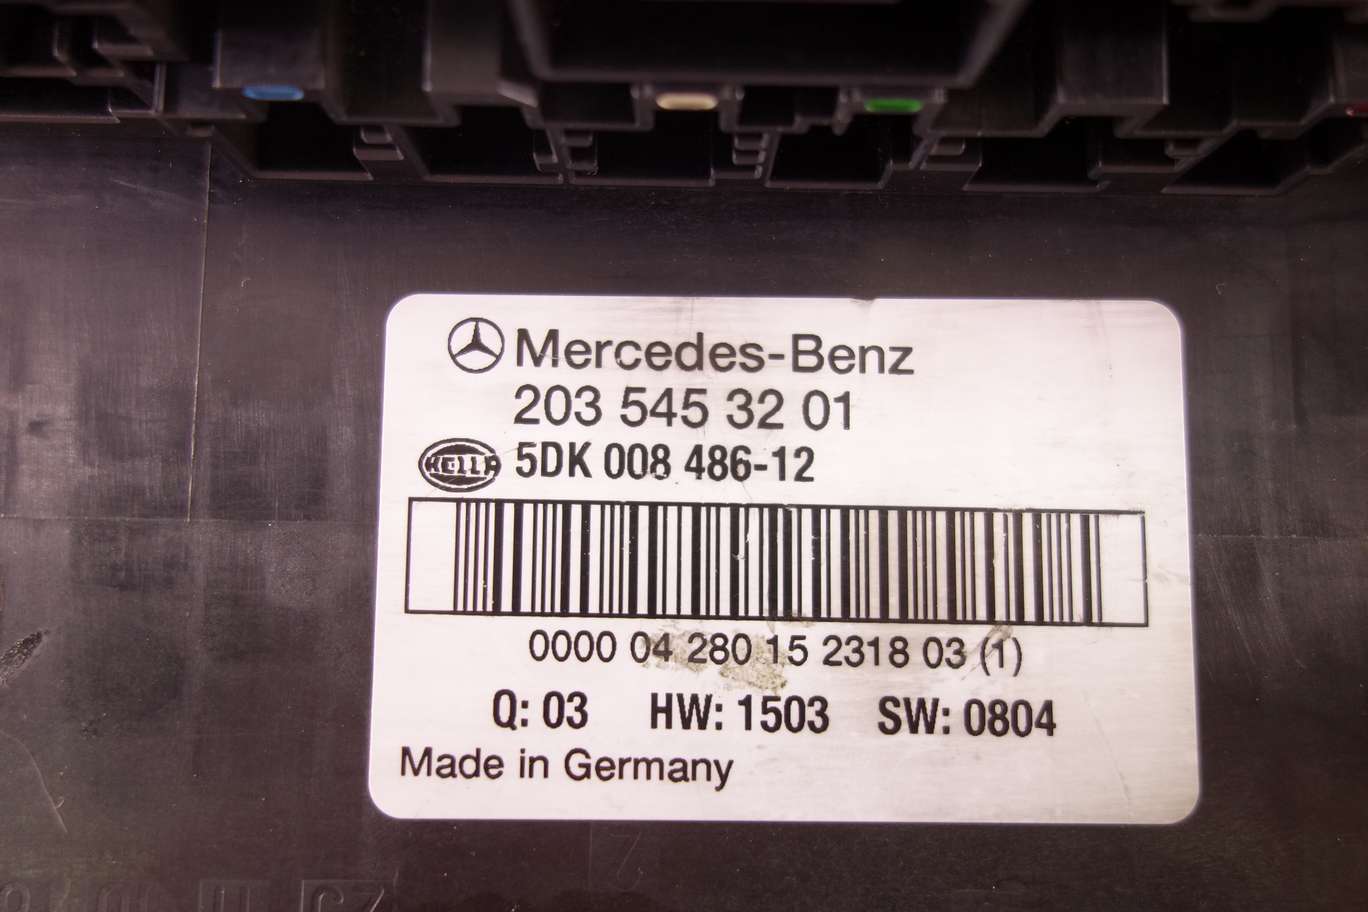 Mercedes-Benz
203 545 32 01
HELLA 5DK 008 486-12
0000 04 280 15 2318 03 (1)
Q: 03 HW: 1503 SW: 0804
Made in Germany